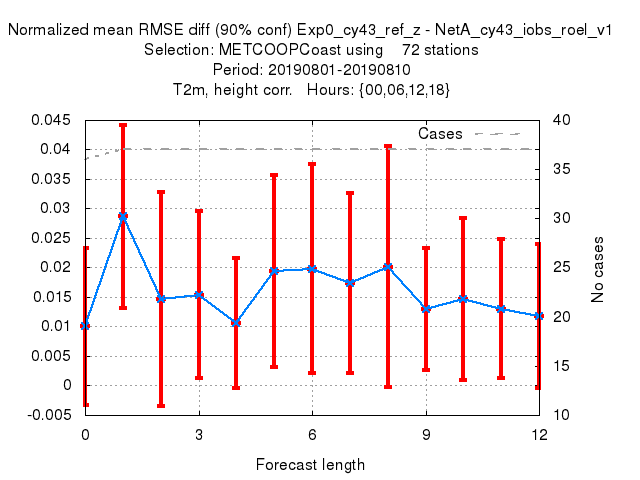 Normalized mean RMSE diff (90% conf) Exp0_cy43_ref_z - NetA_cy43_iobs_roel_v1
Selection: METCOOPCoast using 72 stations
Period: 20190801-20190810
T2m, height corr. Hours: {00,06,12,18}
0.045
0.04
0.035
0.03
0.025
0.02
0.015
0.01
0.005
0
-0.005
Cases
40
35
30
25
20
15
10
No cases
0 3 6 9 12
Forecast length